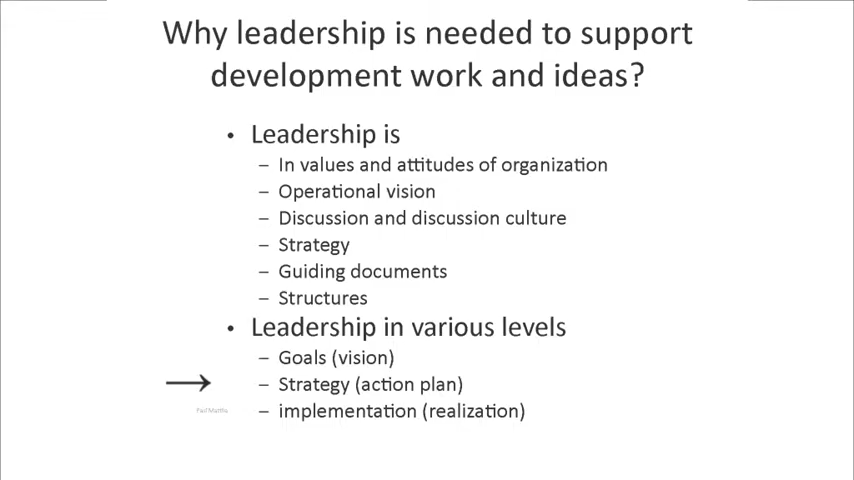 Why leadership is needed to support
development work and ideas?
• Leadership is
– In values and attitudes of organization
– Operational vision
– Discussion and discussion culture
– Strategy
– Guiding documents
– Structures
• Leadership in various levels
– Goals (vision)
– Strategy (action plan)
– implementation (realization)